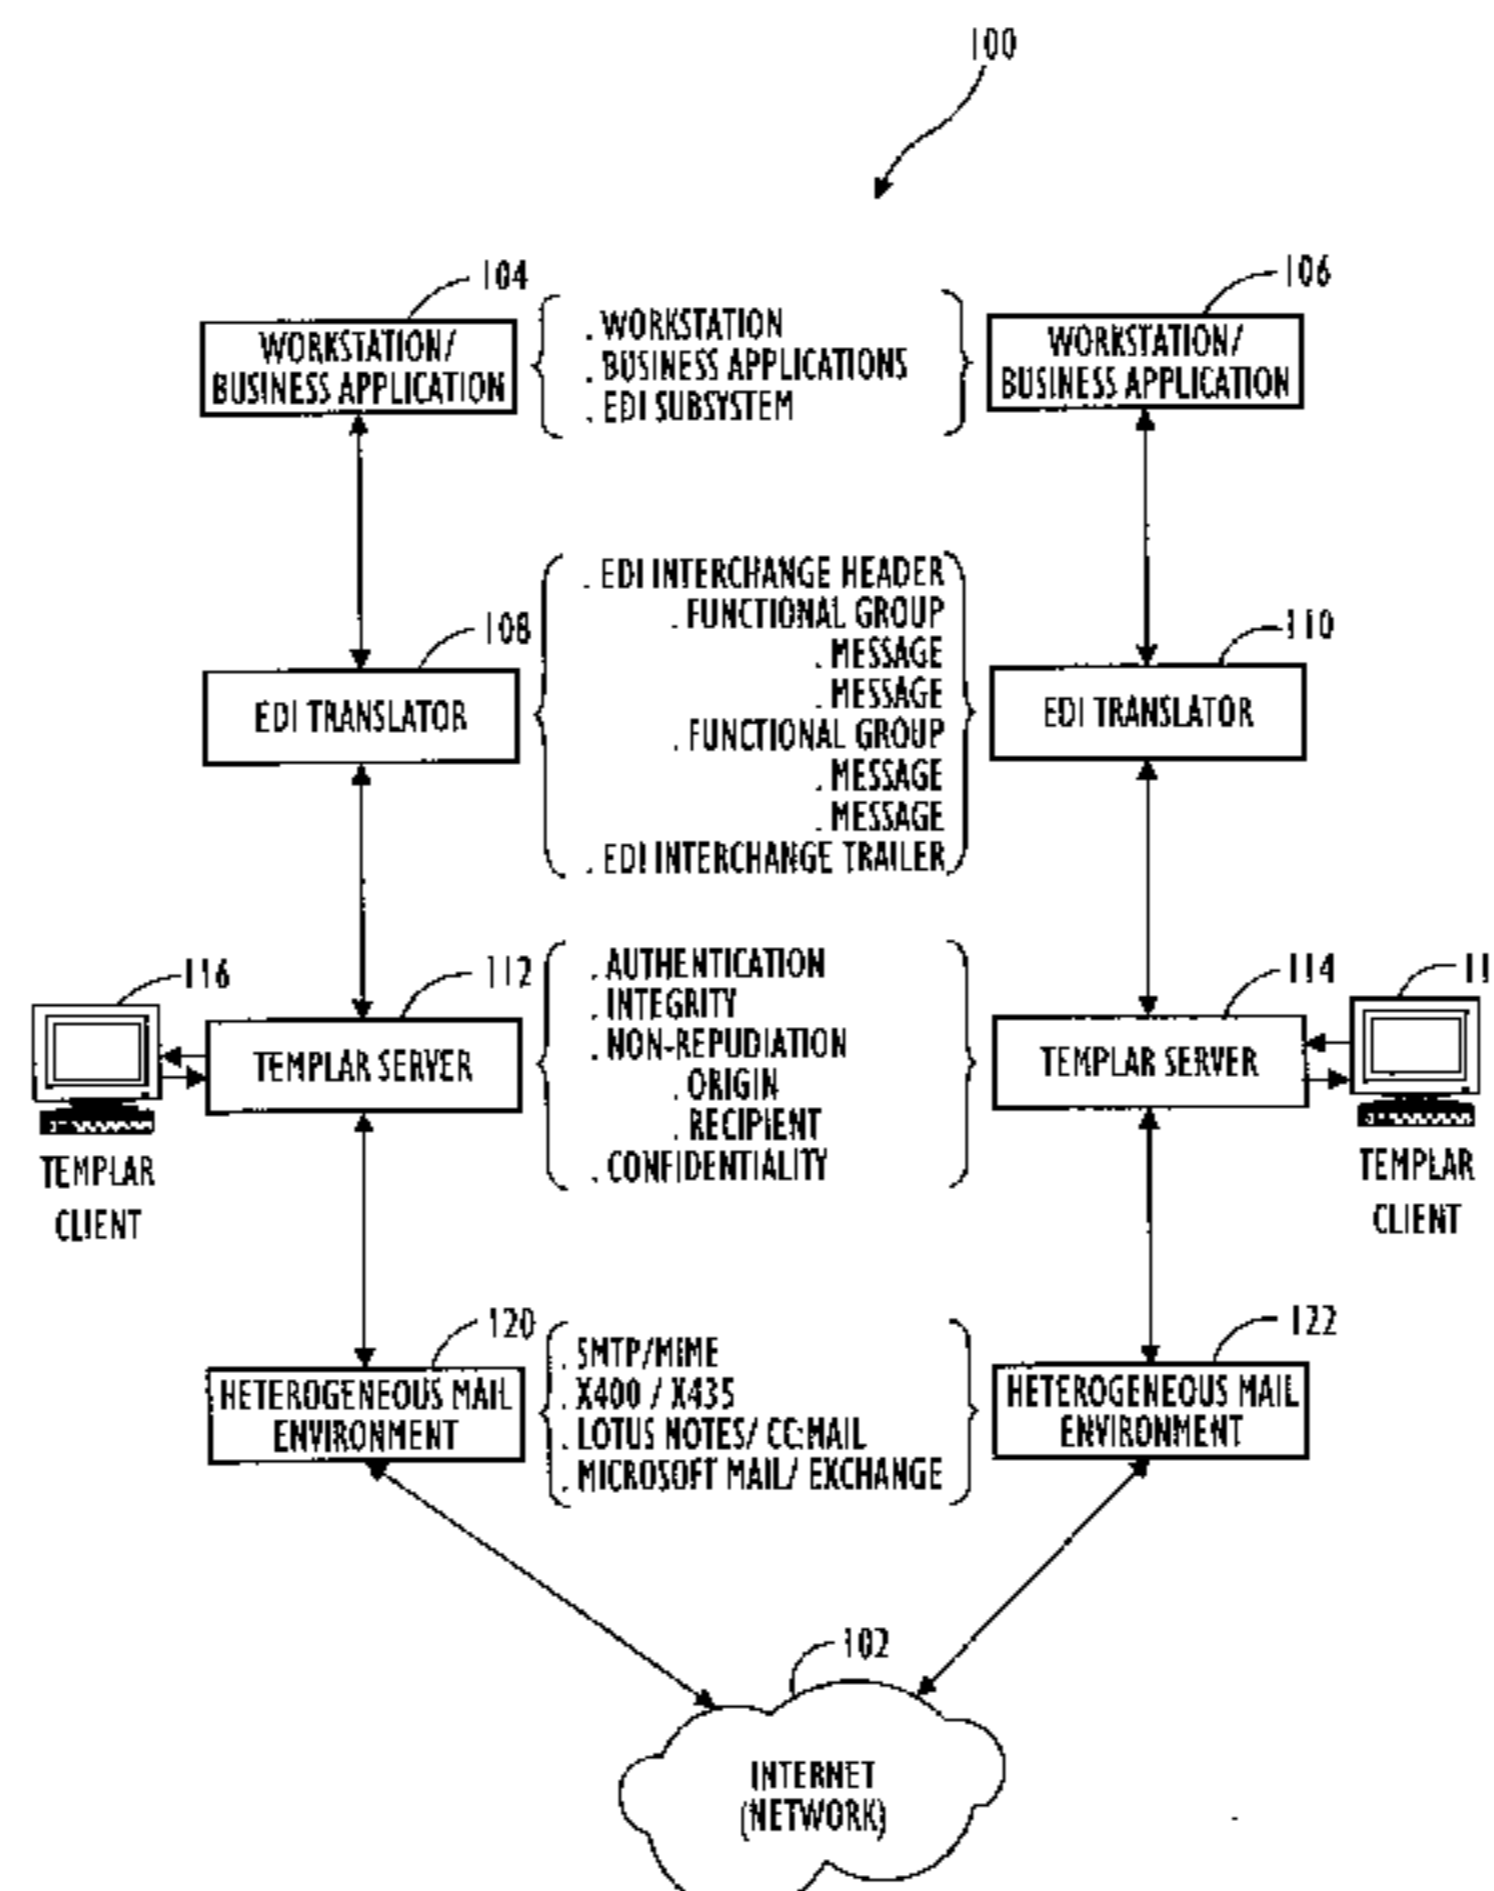 100
104
WORKSTATION/
BUSINESS APPLICATION
. WORKSTATION
. BUSINESS APPLICATIONS
. EDI SUBSYSTEM
106
WORKSTATION/
BUSINESS APPLICATION
108
EDI TRANSLATOR
. EDI INTERCHANGE HEADER
. FUNCTIONAL GROUP
. MESSAGE
. MESSAGE
. FUNCTIONAL GROUP
. MESSAGE
. MESSAGE
. EDI INTERCHANGE TRAILER
110
EDI TRANSLATOR
116
TEMPLAR
CLIENT
112
TEMPLAR SERVER
. AUTHENTICATION
. INTEGRITY
. NON-REPUDIATION
. ORIGIN
. RECIPIENT
. CONFIDENTIALITY
114
TEMPLAR SERVER
11
TEMPLAR
CLIENT
120
HETEROGENEOUS MAIL
ENVIRONMENT
. SMTP/MIME
. X400 / X435
. LOTUS NOTES/ CC:MAIL
. MICROSOFT MAIL/ EXCHANGE
122
HETEROGENEOUS MAIL
ENVIRONMENT
102
INTERNET
(NETWORK)